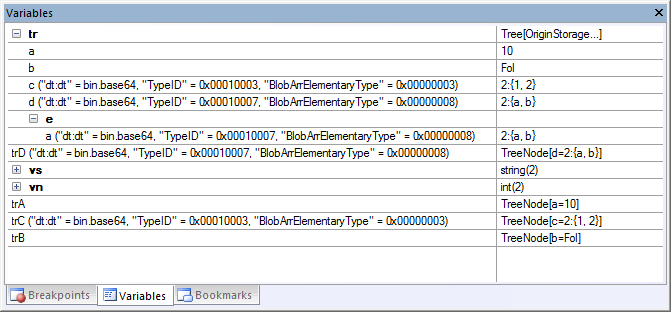 Variables
tr Tree[OriginStorage...]
a 10
b Fol
c ("dt:dt" = bin.base64, "TypeID" = 0x00010003, "BlobArrElementaryType" = 0x00000003) 2:{1, 2}
d ("dt:dt" = bin.base64, "TypeID" = 0x00010007, "BlobArrElementaryType" = 0x00000008) 2:{a, b}
e
a ("dt:dt" = bin.base64, "TypeID" = 0x00010007, "BlobArrElementaryType" = 0x00000008) 2:{a, b}
trD ("dt:dt" = bin.base64, "TypeID" = 0x00010007, "BlobArrElementaryType" = 0x00000008) TreeNode[d=2:{a, b}]
vs string(2)
vn int(2)
trA TreeNode[a=10]
trC ("dt:dt" = bin.base64, "TypeID" = 0x00010003, "BlobArrElementaryType" = 0x00000003) TreeNode[c=2:{1, 2}]
trB TreeNode[b=Fol]
Breakpoints Variables Bookmarks